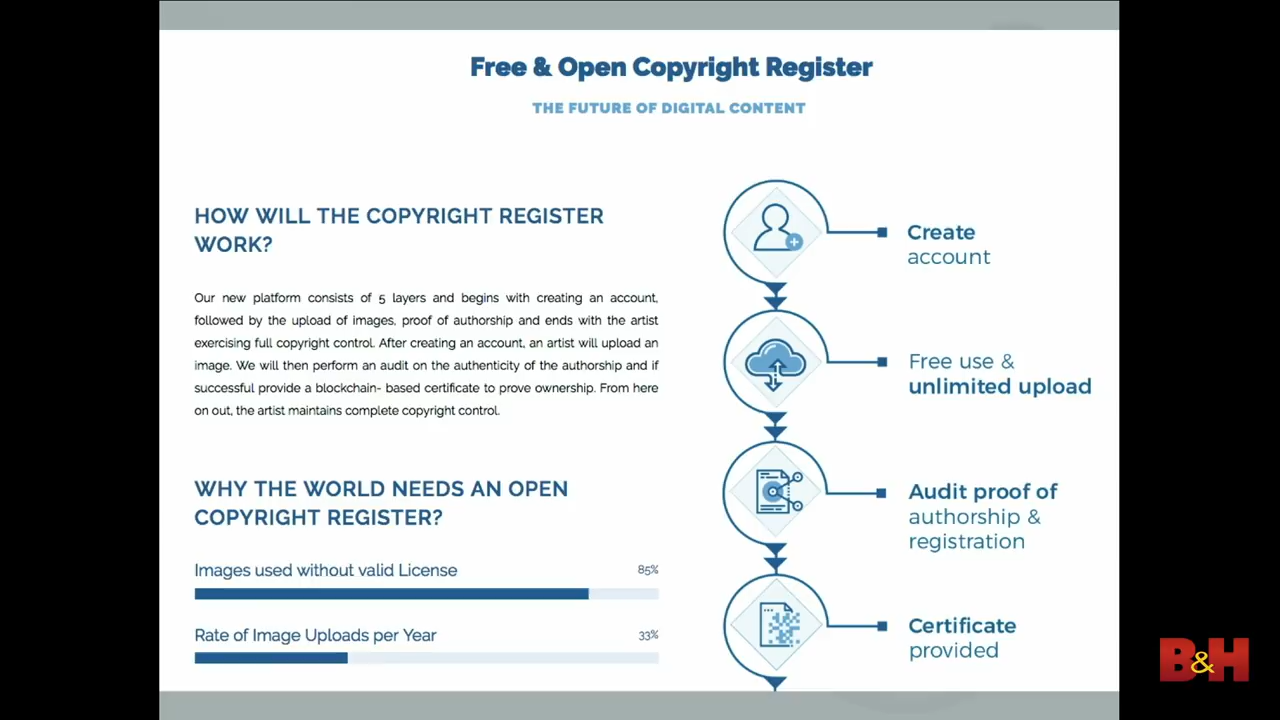 Free & Open Copyright Register
THE FUTURE OF DIGITAL CONTENT
HOW WILL THE COPYRIGHT REGISTER
WORK?
Our new platform consists of 5 layers and begins with creating an account,
followed by the upload of images, proof of authorship and ends with the artist
exercising full copyright control. After creating an account, an artist will upload an
image. We will then perform an audit on the authenticity of the authorship and if
successful provide a blockchain- based certificate to prove ownership. From here
on out, the artist maintains complete copyright control.
WHY THE WORLD NEEDS AN OPEN
COPYRIGHT REGISTER?
Images used without valid License 85%
Rate of Image Uploads per Year 33%
Create
account
Free use &
unlimited upload
Audit proof of
authorship &
registration
Certificate
provided
B&H